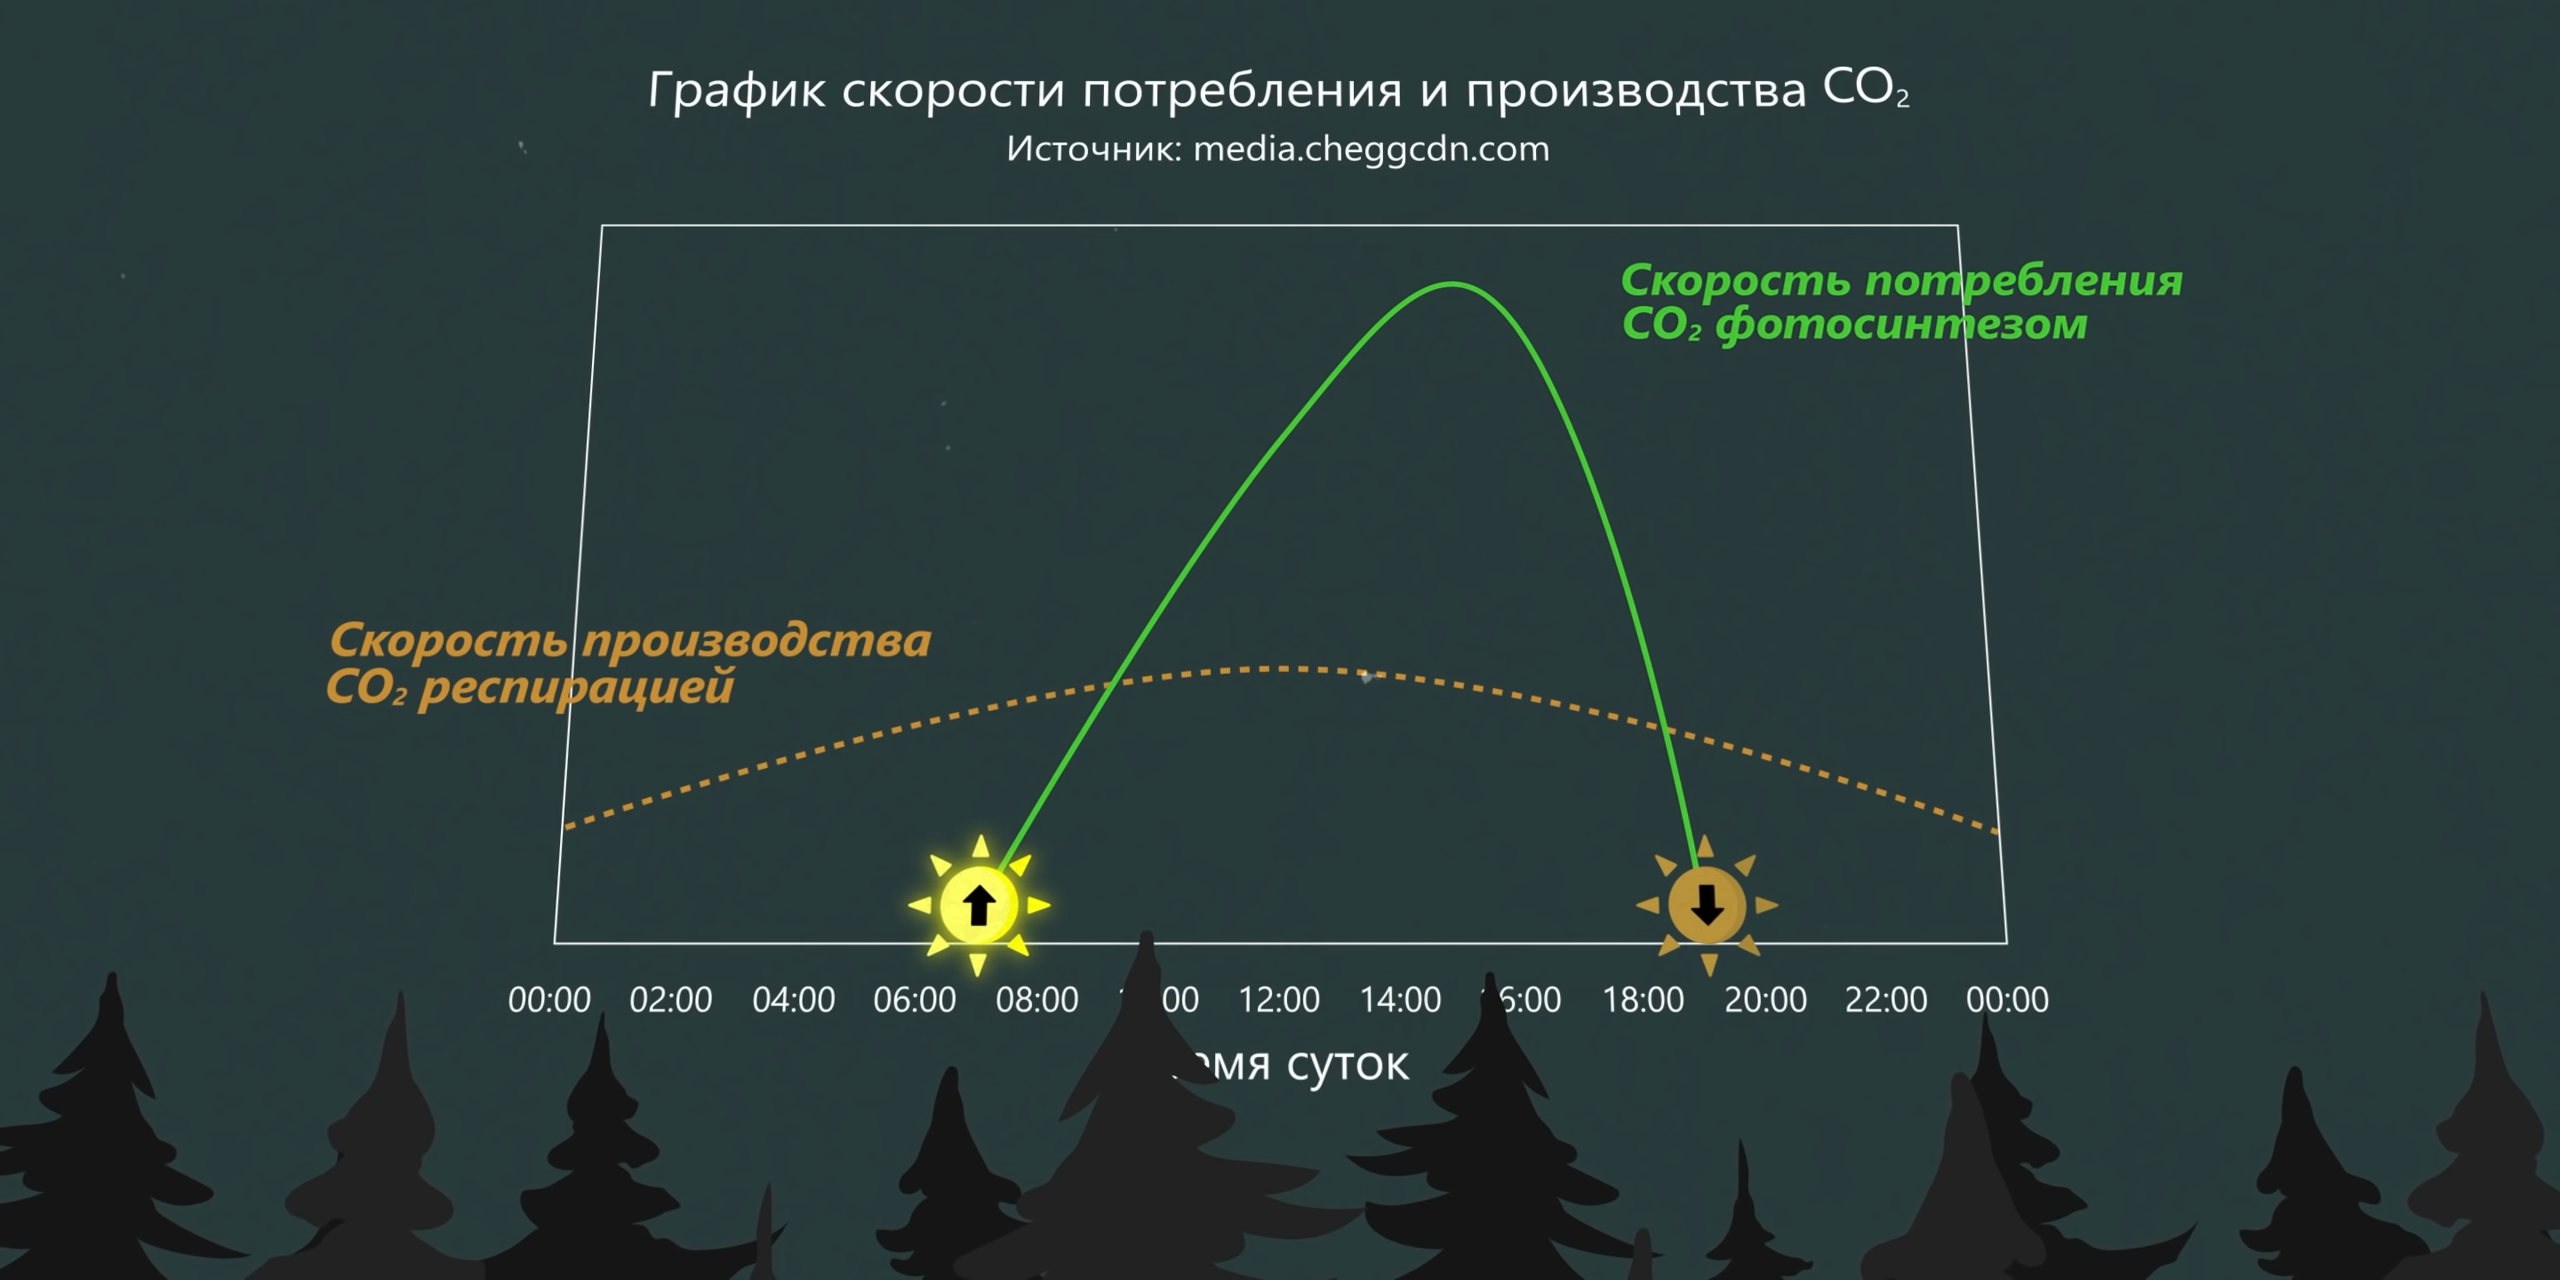 График скорости потребления и производства CO₂
Источник: media.cheggcdn.com
Скорость потребления
CO₂ фотосинтезом
Скорость производства
CO₂ респирацией
00:00 02:00 04:00 06:00 08:00 12:00 14:00 18:00 20:00 22:00 00:00
суток